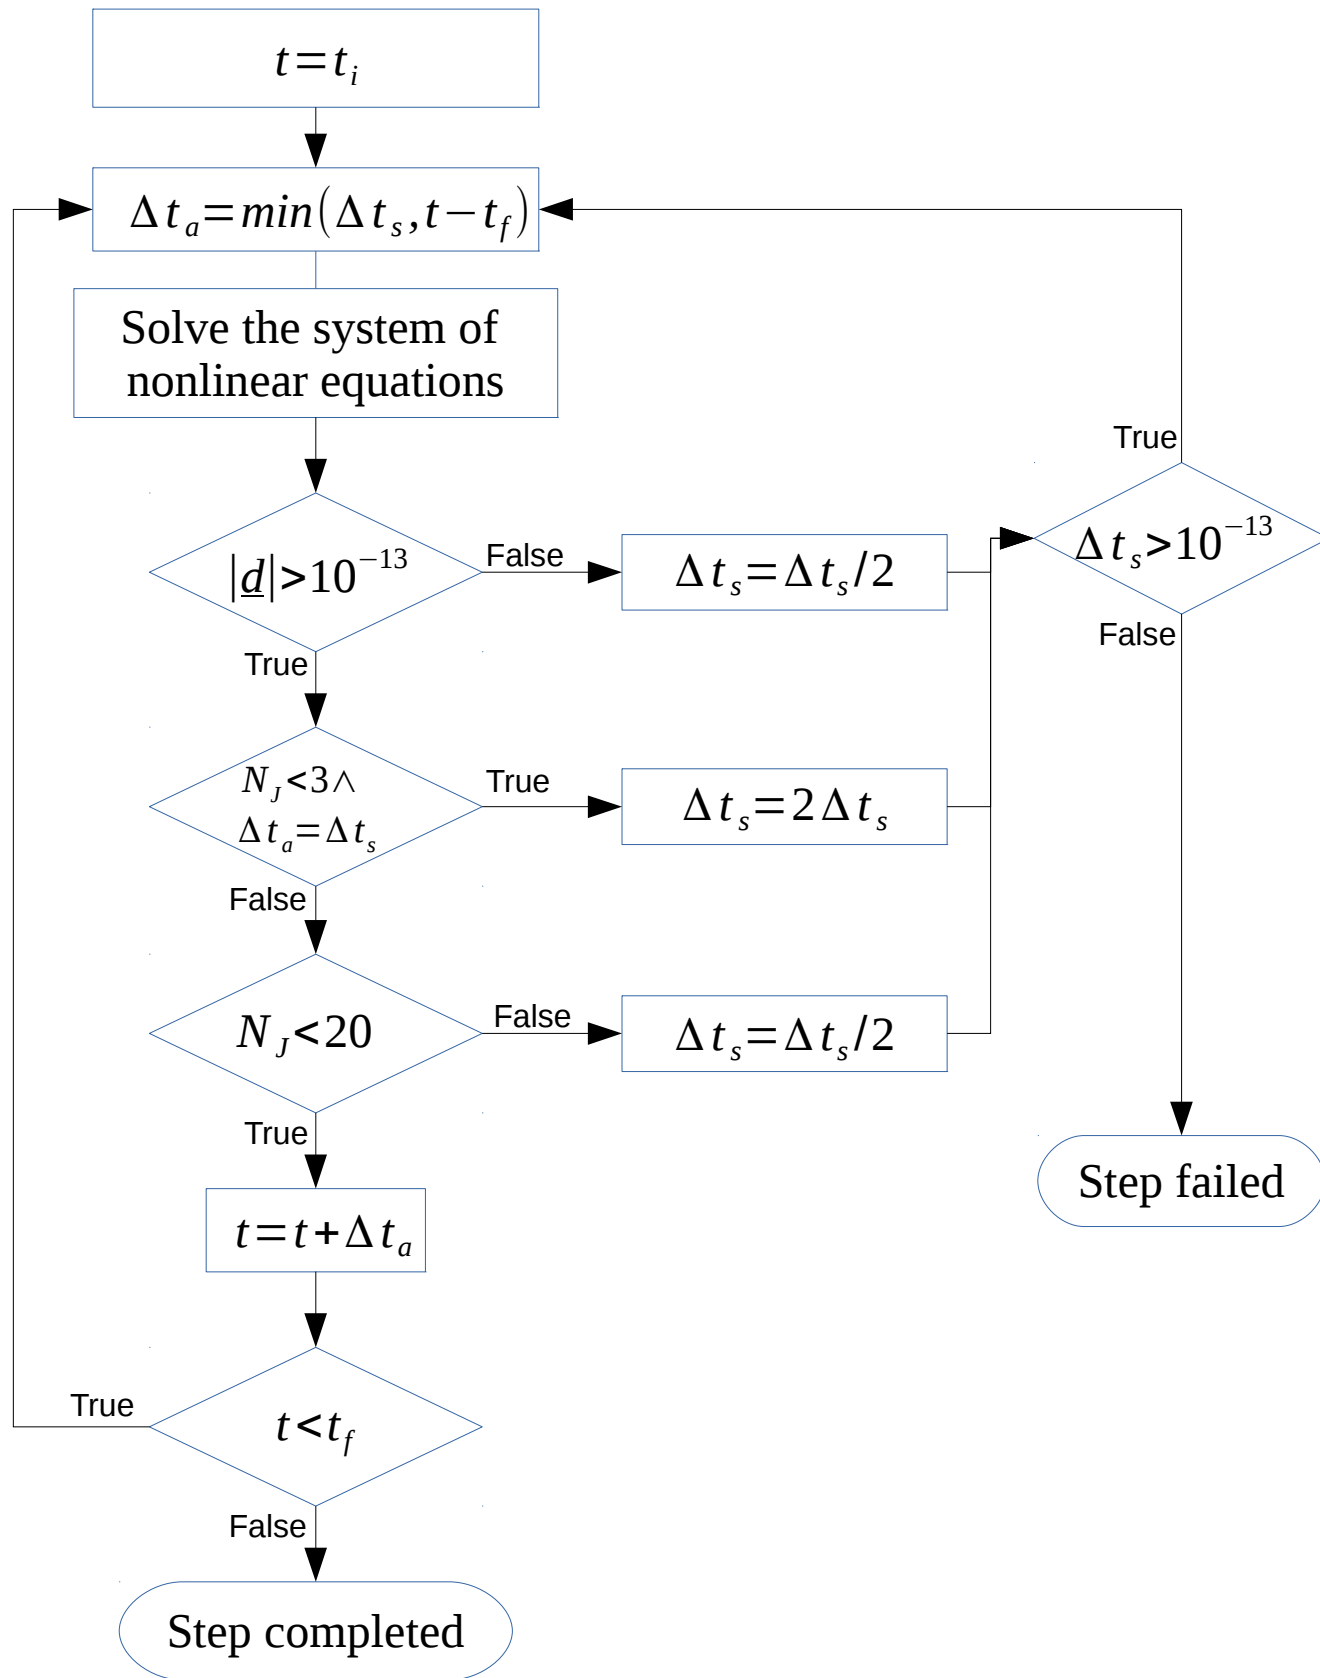 t=t_i
Δt_a=min(Δt_s,t−t_f)
Solve the system of
nonlinear equations
|d̲|>10^−13
False
Δt_s=Δt_s/2
True
Δt_s>10^−13
False
True
N_J<3∧
Δt_a=Δt_s
True
Δt_s=2Δt_s
False
N_J<20
False
Δt_s=Δt_s/2
True
Step failed
t=t+Δt_a
True
t<t_f
False
Step completed